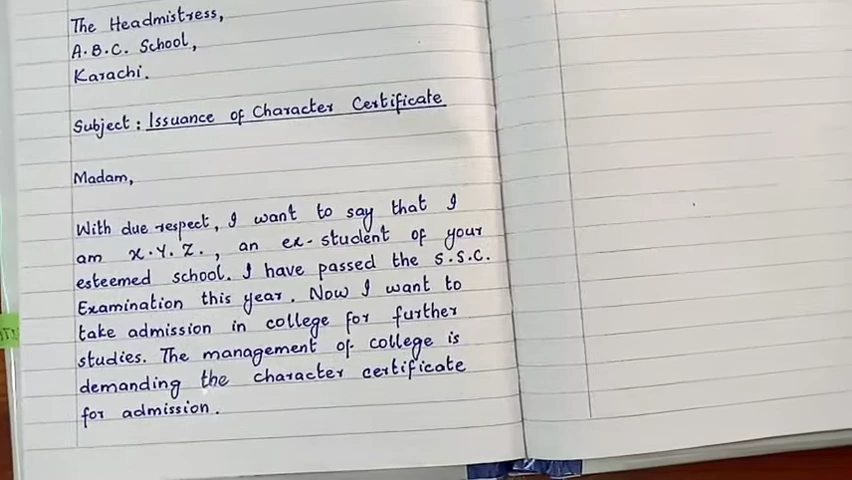 The Headmistress,
A.B.C. School,
Karachi.
Subject : Issuance of Character Certificate
Madam,
With due respect, I want to say that I
am X.Y.Z., an ex-student of your
esteemed school. I have passed the S.S.C.
Examination this year. Now I want to
take admission in college for further
studies. The management of college is
demanding the character certificate
for admission.